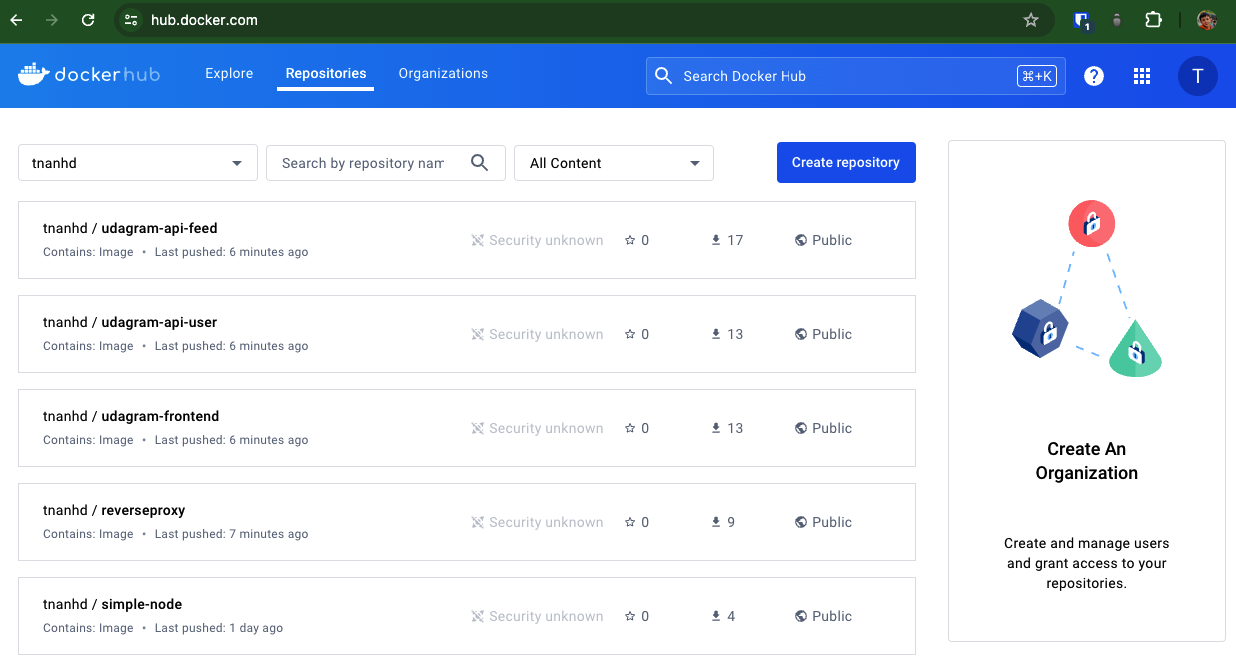 hub.docker.com
1
dockerhub
Explore
Repositories
Organizations
Search Docker Hub
⌘+K
?
T
tnanhd
Search by repository nam
All Content
Create repository
tnanhd / udagram-api-feed
Contains: Image • Last pushed: 6 minutes ago
Security unknown
0
17
Public
tnanhd / udagram-api-user
Contains: Image • Last pushed: 6 minutes ago
Security unknown
0
13
Public
tnanhd / udagram-frontend
Contains: Image • Last pushed: 6 minutes ago
Security unknown
0
13
Public
tnanhd / reverseproxy
Contains: Image • Last pushed: 7 minutes ago
Security unknown
0
9
Public
tnanhd / simple-node
Contains: Image • Last pushed: 1 day ago
Security unknown
0
4
Public
Create An
Organization
Create and manage users
and grant access to your
repositories.